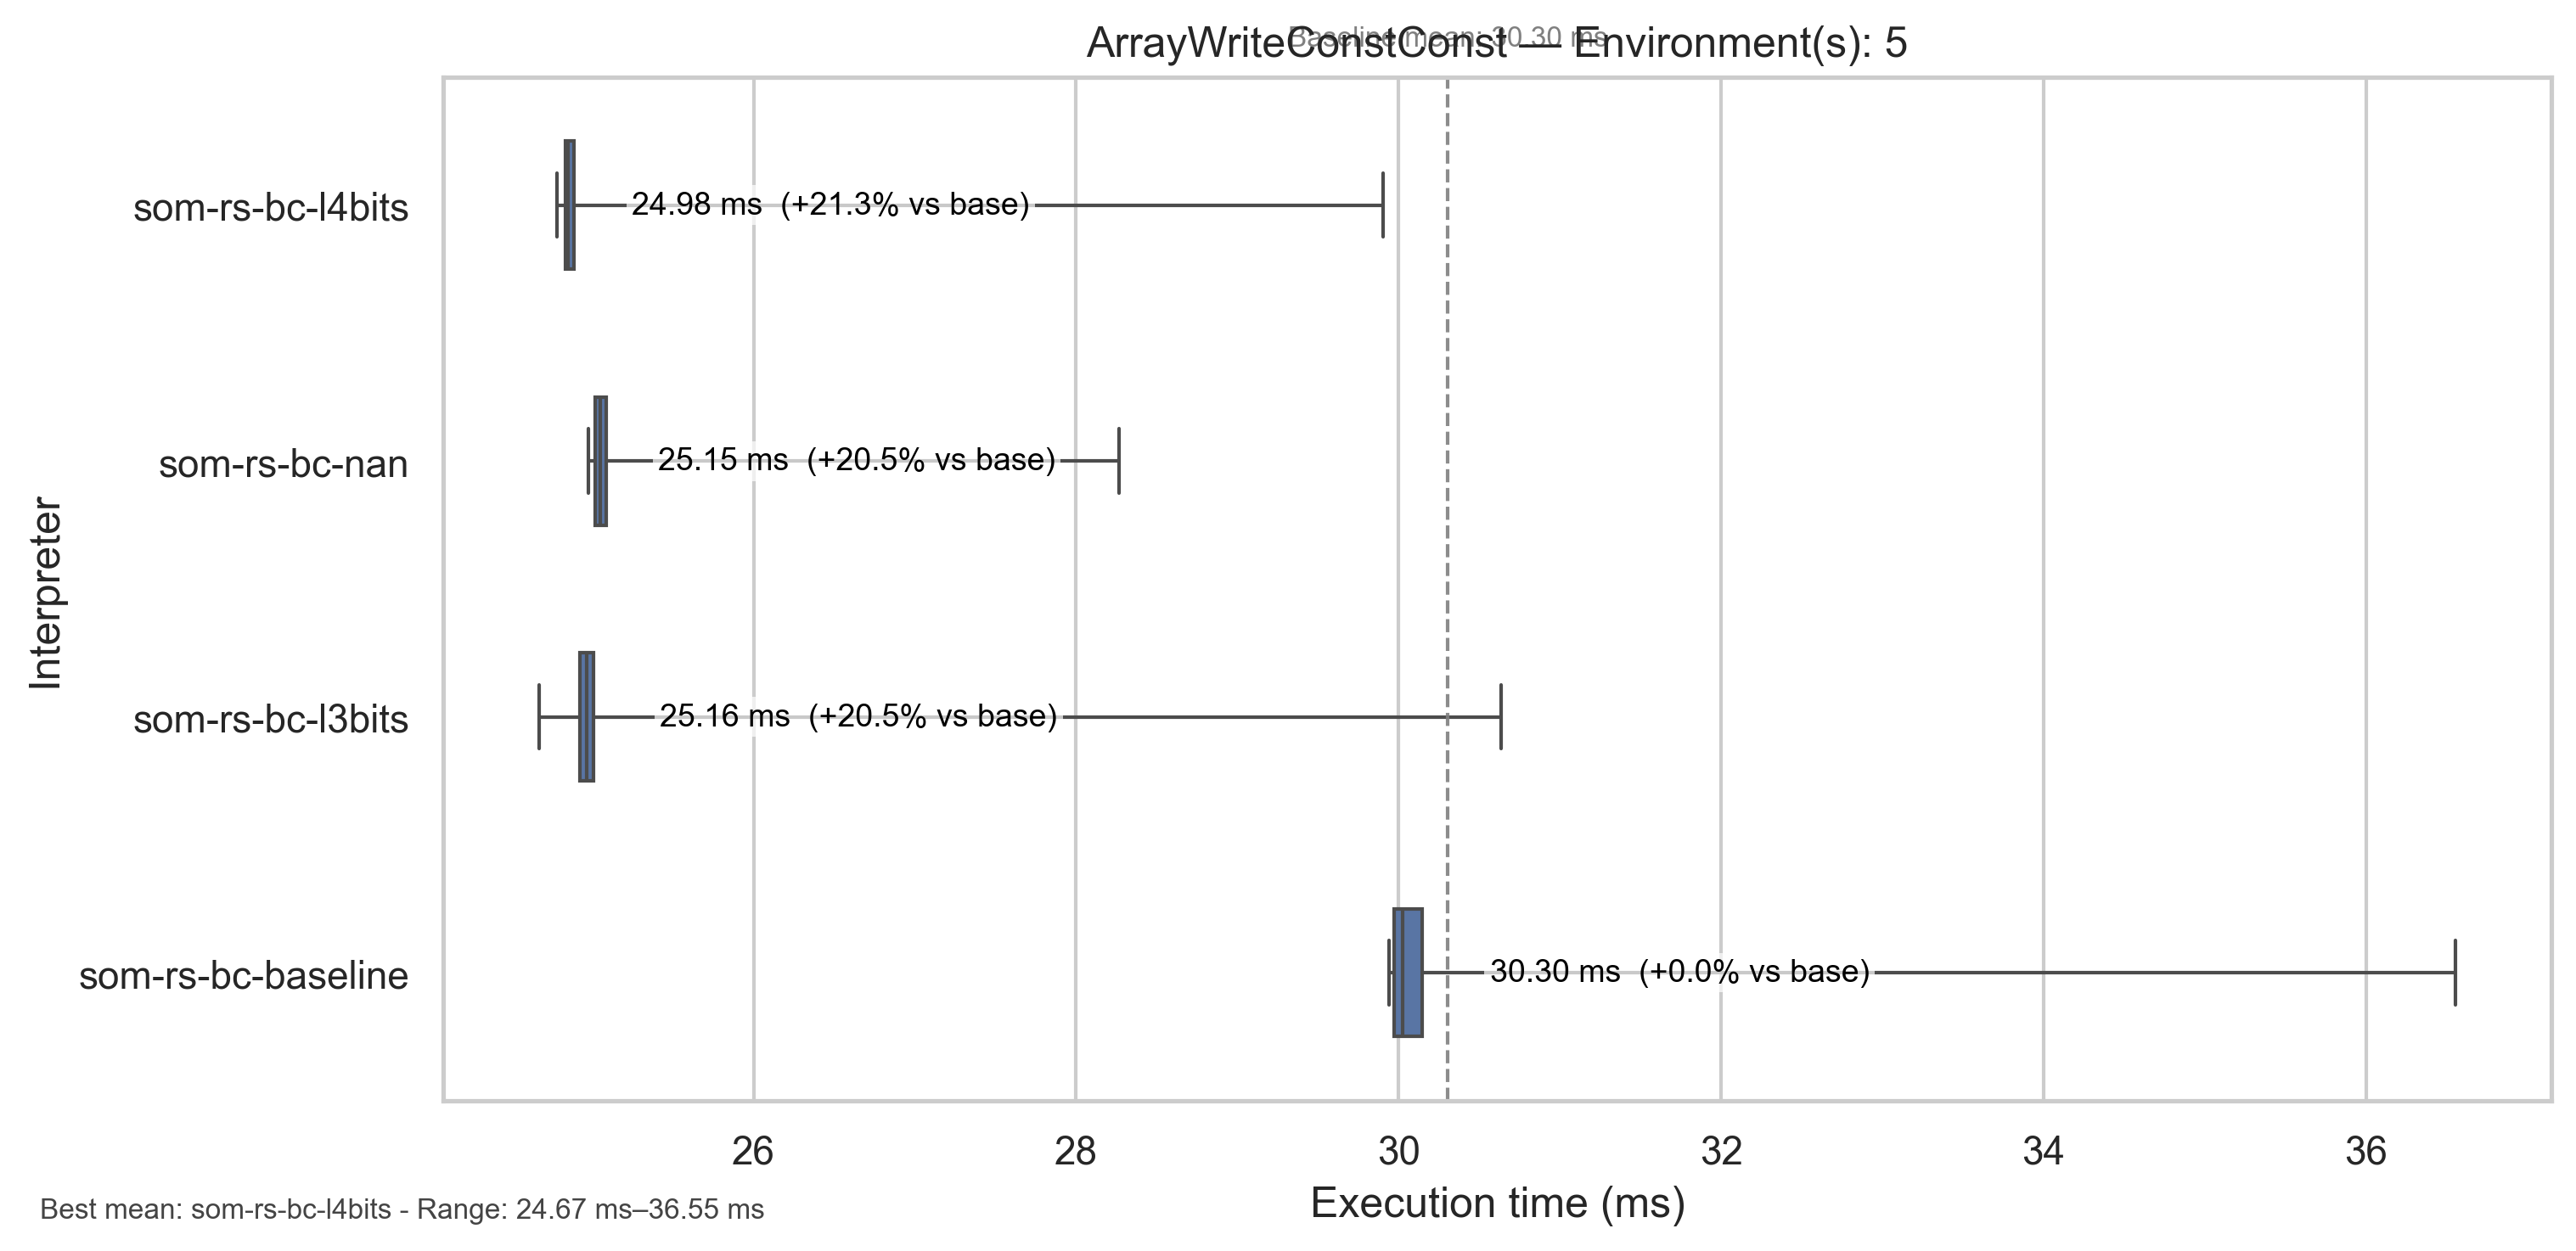 Baseline mean: 30.30 ms
ArrayWriteConstConst — Environment(s): 5
som-rs-bc-l4bits
24.98 ms (+21.3% vs base)
som-rs-bc-nan
25.15 ms (+20.5% vs base)
Interpreter
som-rs-bc-l3bits
25.16 ms (+20.5% vs base)
som-rs-bc-baseline
30.30 ms (+0.0% vs base)
26 28 30 32 34 36
Execution time (ms)
Best mean: som-rs-bc-l4bits - Range: 24.67 ms–36.55 ms